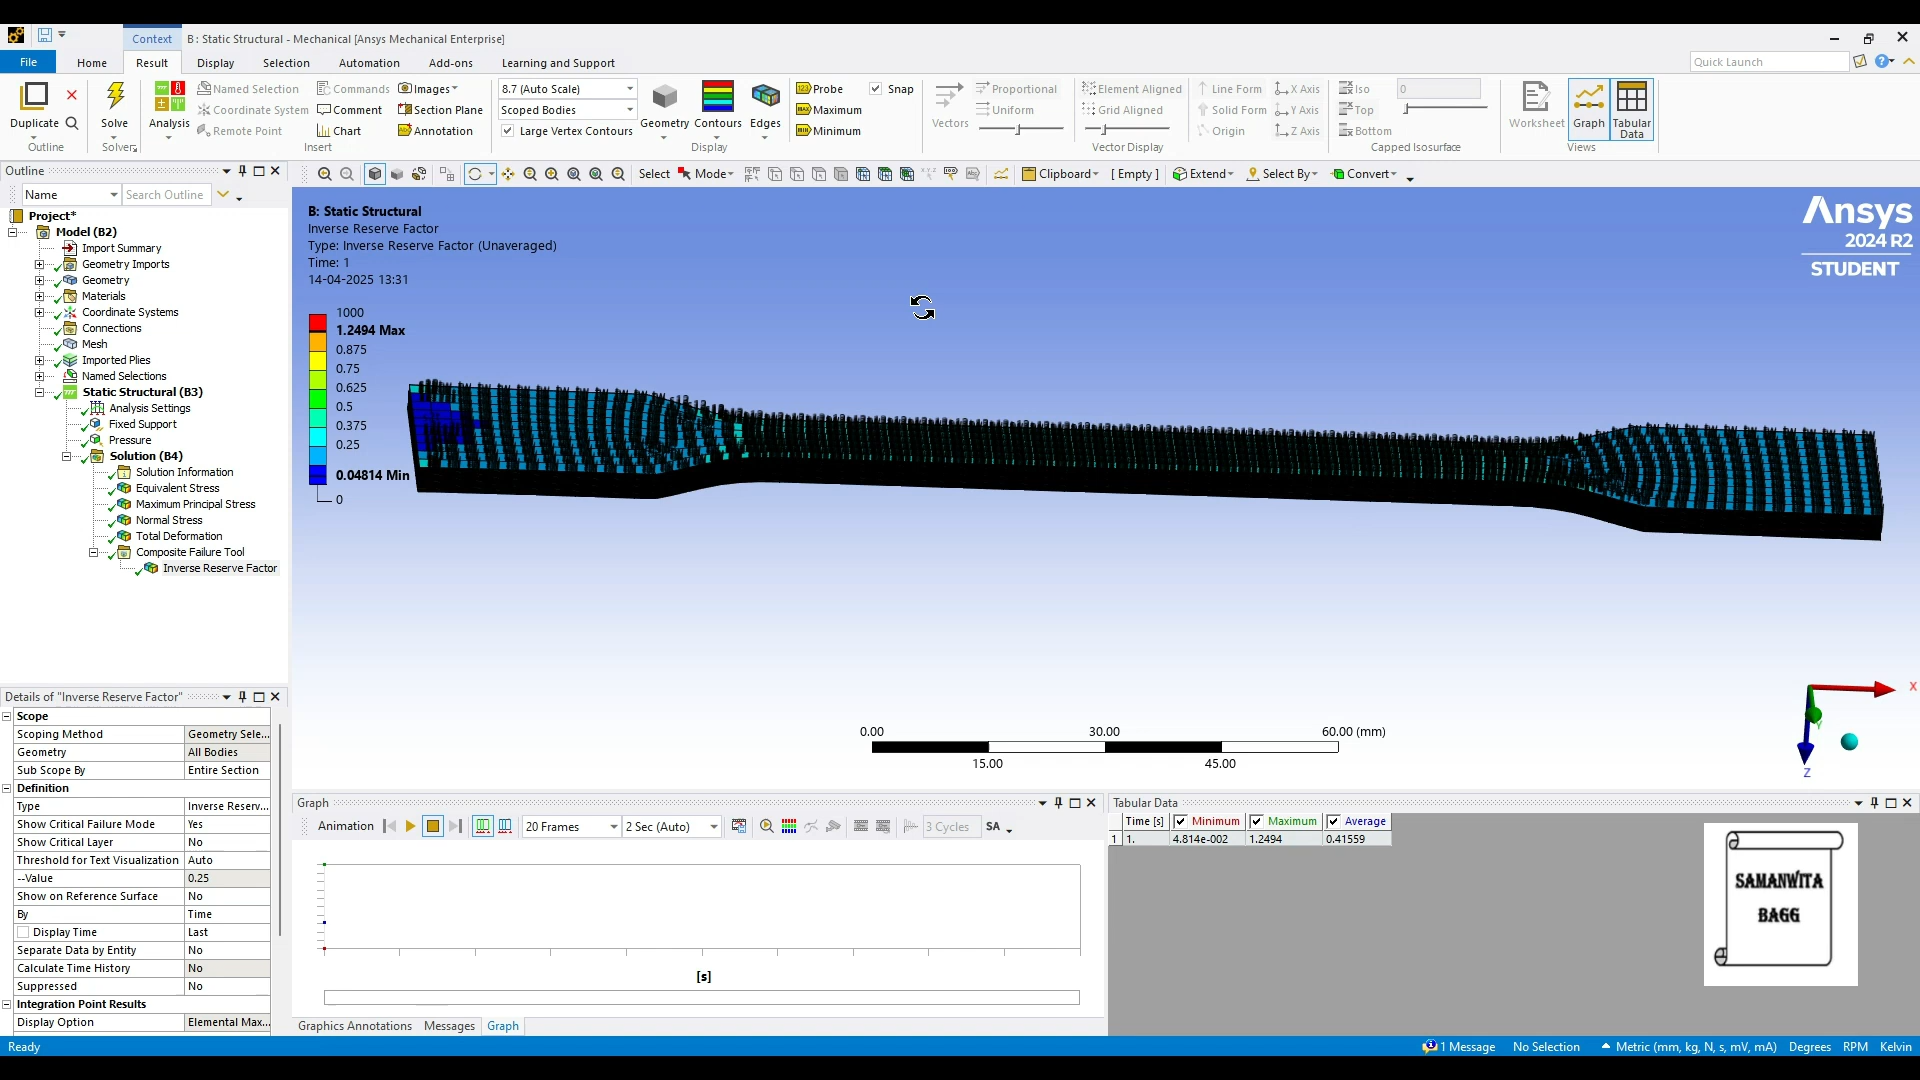 Context
B: Static Structural - Mechanical [Ansys Mechanical Enterprise]
File Home Result Display Selection Automation Add-ons Learning and Support
Quick Launch
Duplicate
Outline
Solve
Solver
Analysis
Named Selection
Coordinate System
Remote Point
Commands
Comment
Chart
Images
Section Plane
Annotation
Insert
8.7 (Auto Scale)
Scoped Bodies
Large Vertex Contours
Geometry
Contours
Edges
Display
Probe
Maximum
Minimum
Snap
Vectors
Proportional
Uniform
Element Aligned
Grid Aligned
Line Form
Solid Form
Origin
X Axis
Y Axis
Z Axis
Vector Display
Iso
Top
Bottom
0
Capped Isosurface
Worksheet
Graph
Tabular
Data
Views
Outline
Name
Search Outline
Select
Mode
Clipboard
[ Empty ]
Extend
Select By
Convert
Project*
Model (B2)
Import Summary
Geometry Imports
Geometry
Materials
Coordinate Systems
Connections
Mesh
Imported Plies
Named Selections
Static Structural (B3)
Analysis Settings
Fixed Support
Pressure
Solution (B4)
Solution Information
Equivalent Stress
Maximum Principal Stress
Normal Stress
Total Deformation
Composite Failure Tool
Inverse Reserve Factor
B: Static Structural
Inverse Reserve Factor
Type: Inverse Reserve Factor (Unaveraged)
Time: 1
14-04-2025 13:31
1000
1.2494 Max
0.875
0.75
0.625
0.5
0.375
0.25
0.04814 Min
0
Ansys
2024 R2
STUDENT
0.00 30.00 60.00 (mm)
15.00 45.00
X
Y
Z
Details of "Inverse Reserve Factor"
Scope
Scoping Method Geometry Sele...
Geometry All Bodies
Sub Scope By Entire Section
Definition
Type Inverse Reserv...
Show Critical Failure Mode Yes
Show Critical Layer No
Threshold for Text Visualization Auto
--Value 0.25
Show on Reference Surface No
By Time
Display Time Last
Separate Data by Entity No
Calculate Time History No
Suppressed No
Integration Point Results
Display Option Elemental Max...
Graph
Animation
20 Frames
2 Sec (Auto)
3 Cycles
SA
[s]
Graphics Annotations Messages Graph
Tabular Data
Time [s] Minimum Maximum Average
1 1. 4.814e-002 1.2494 0.41559
SAMANWITA
BAGG
Ready
1 Message No Selection Metric (mm, kg, N, s, mV, mA) Degrees RPM Kelvin